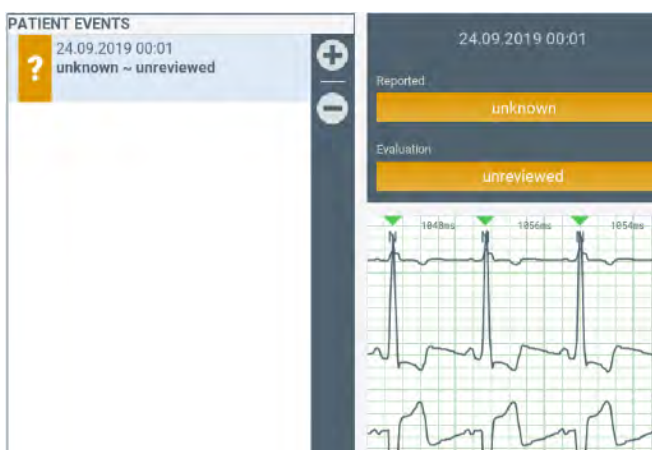 PATIENT EVENTS
?
24.09.2019 00:01
unknown ~ unreviewed
24.09.2019 00:01
Reported
unknown
Evaluation
unreviewed
1048ms 1056ms 1054ms
N N N